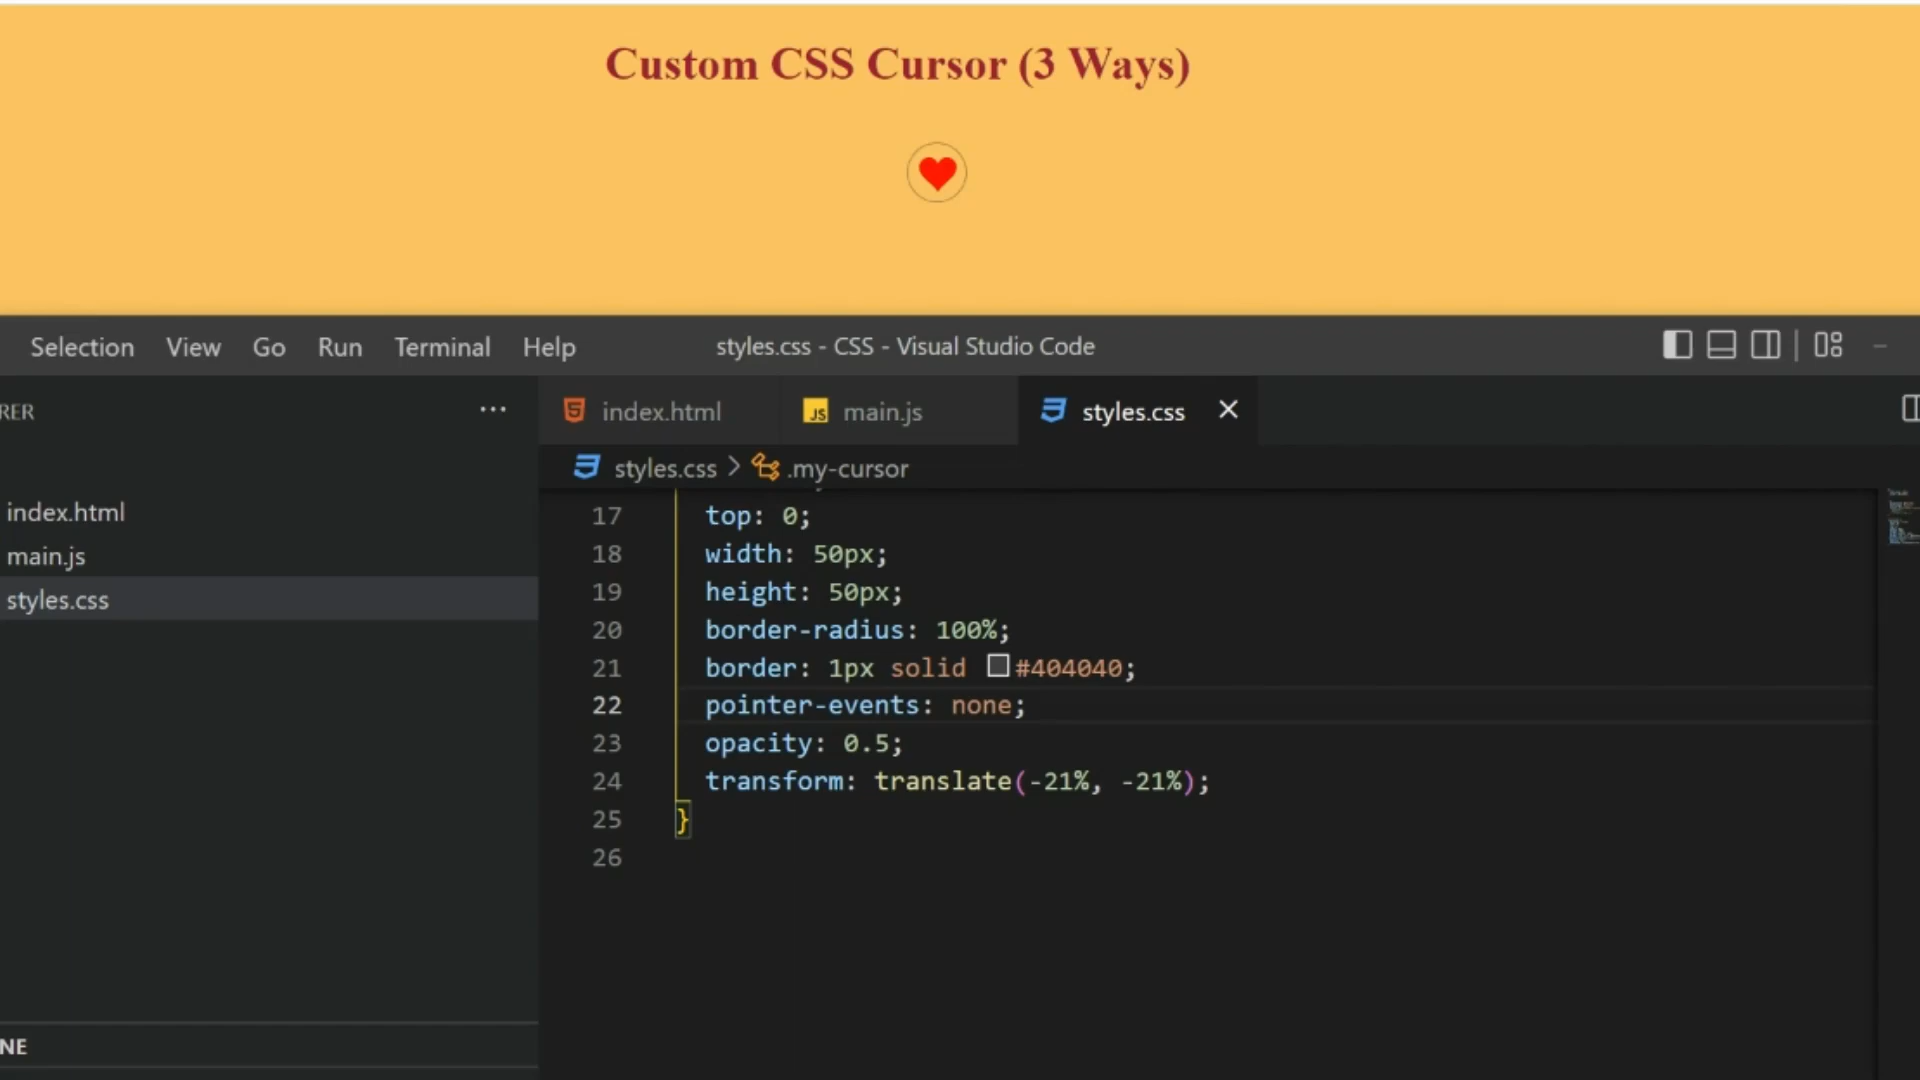 Custom CSS Cursor (3 Ways)
Selection View Go Run Terminal Help styles.css - CSS - Visual Studio Code
RER ...
index.html main.js styles.css
styles.css > .my-cursor
index.html
main.js
styles.css
NE
17 top: 0;
18 width: 50px;
19 height: 50px;
20 border-radius: 100%;
21 border: 1px solid #404040;
22 pointer-events: none;
23 opacity: 0.5;
24 transform: translate(-21%, -21%);
25 }
26